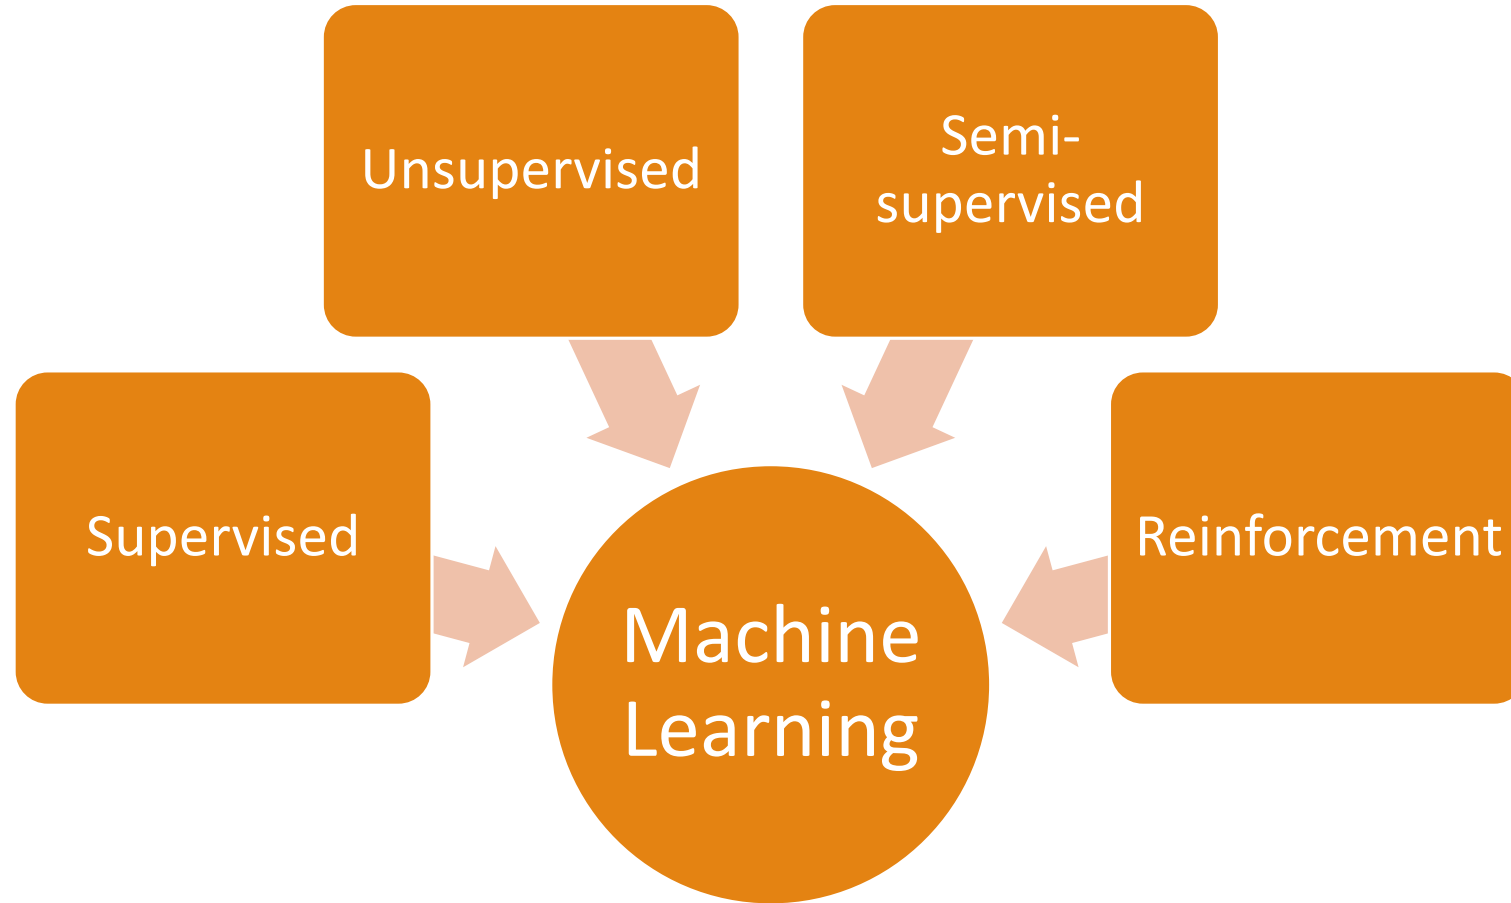 Unsupervised
Semi-
supervised
Supervised
Reinforcement
Machine
Learning